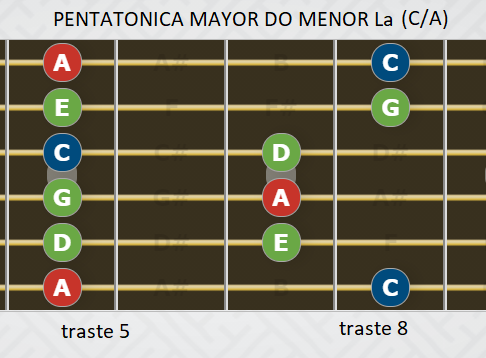 PENTATONICA MAYOR DO MENOR La (C/A)
A A# B C
E F F# G
C C# D D#
G G# A A#
D D# E F
A A# B C
traste 5 traste 8